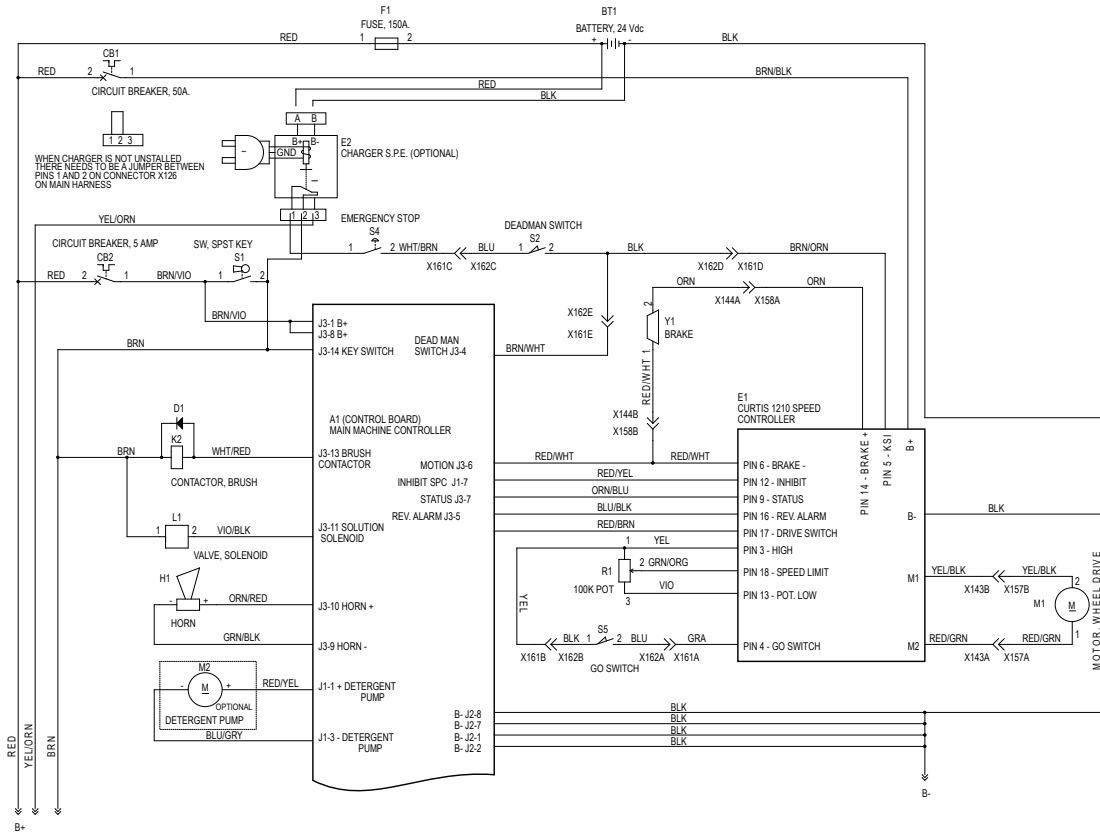 F1
FUSE, 150A.
RED 1 2
BT1
BATTERY, 24 Vdc
+ -
BLK
CB1
RED 2 1
CIRCUIT BREAKER, 50A.
BRN/BLK
RED
BLK
1 2 3
WHEN CHARGER IS NOT UNSTALLED
THERE NEEDS TO BE A JUMPER BETWEEN
PINS 1 AND 2 ON CONNECTOR X126
ON MAIN HARNESS
A B
B+ B-
GND
~
E2
CHARGER S.P.E. (OPTIONAL)
1 2 3
YEL/ORN
CIRCUIT BREAKER, 5 AMP
CB2
RED 2 1 BRN/VIO
SW, SPST KEY
S1
1 2
BRN/VIO
BRN
EMERGENCY STOP
S4
1 2 WHT/BRN
X161C X162C
BLU
DEADMAN SWITCH
S2
1 2
BLK
X162D X161D
BRN/ORN
X162E
X161E
BRN/WHT
ORN
X144A X158A
ORN
2
Y1
BRAKE
RED/WHT 1
X144B
X158B
J3-1 B+
J3-8 B+
J3-14 KEY SWITCH
DEAD MAN
SWITCH J3-4
A1 (CONTROL BOARD)
MAIN MACHINE CONTROLLER
D1
K2
BRN
WHT/RED
CONTACTOR, BRUSH
J3-13 BRUSH
CONTACTOR
L1
1 2 VIO/BLK
VALVE, SOLENOID
J3-11 SOLUTION
SOLENOID
H1
- +
HORN
ORN/RED
J3-10 HORN +
GRN/BLK
J3-9 HORN -
M2
- M +
OPTIONAL
DETERGENT PUMP
RED/YEL
J1-1 + DETERGENT
PUMP
BLU/GRY
J1-3 - DETERGENT
PUMP
MOTION J3-6
INHIBIT SPC J1-7
STATUS J3-7
REV. ALARM J3-5
RED/WHT
RED/WHT
RED/YEL
ORN/BLU
BLU/BLK
RED/BRN
1 YEL
R1
2 GRN/ORG
100K POT
VIO
3
YEL
X161B X162B
BLK 1 2 BLU
S5
GO SWITCH
X162A X161A
GRA
E1
CURTIS 1210 SPEED
CONTROLLER
PIN 14 - BRAKE +
PIN 5 - KSI
B+
PIN 6 - BRAKE -
PIN 12 - INHIBIT
PIN 9 - STATUS
PIN 16 - REV. ALARM
PIN 17 - DRIVE SWITCH
PIN 3 - HIGH
PIN 18 - SPEED LIMIT
PIN 13 - POT. LOW
PIN 4 - GO SWITCH
B-
M1
M2
BLK
YEL/BLK
X143B X157B
YEL/BLK
2
M1 M
1
RED/GRN
X143A X157A
RED/GRN
MOTOR, WHEEL DRIVE
B- J2-8
B- J2-7
B- J2-1
B- J2-2
BLK
BLK
BLK
BLK
B-
RED
YEL/ORN
BRN
B+